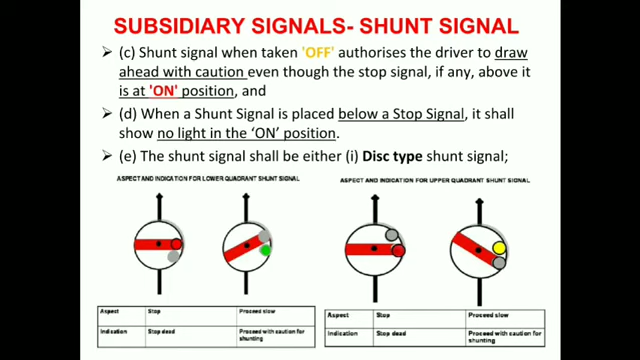 SUBSIDIARY SIGNALS- SHUNT SIGNAL
(c) Shunt signal when taken 'OFF' authorises the driver to draw
ahead with caution even though the stop signal, if any, above it
is at 'ON' position, and
(d) When a Shunt Signal is placed below a Stop Signal, it shall
show no light in the 'ON' position.
(e) The shunt signal shall be either (i) Disc type shunt signal;
ASPECT AND INDICATION FOR LOWER QUADRANT SHUNT SIGNAL
ASPECT AND INDICATION FOR UPPER QUADRANT SHUNT SIGNAL
Aspect Stop Proceed slow
Indication Stop dead Proceed with caution for
shunting
Aspect Stop Proceed slow
Indication Stop dead Proceed with caution for
shunting